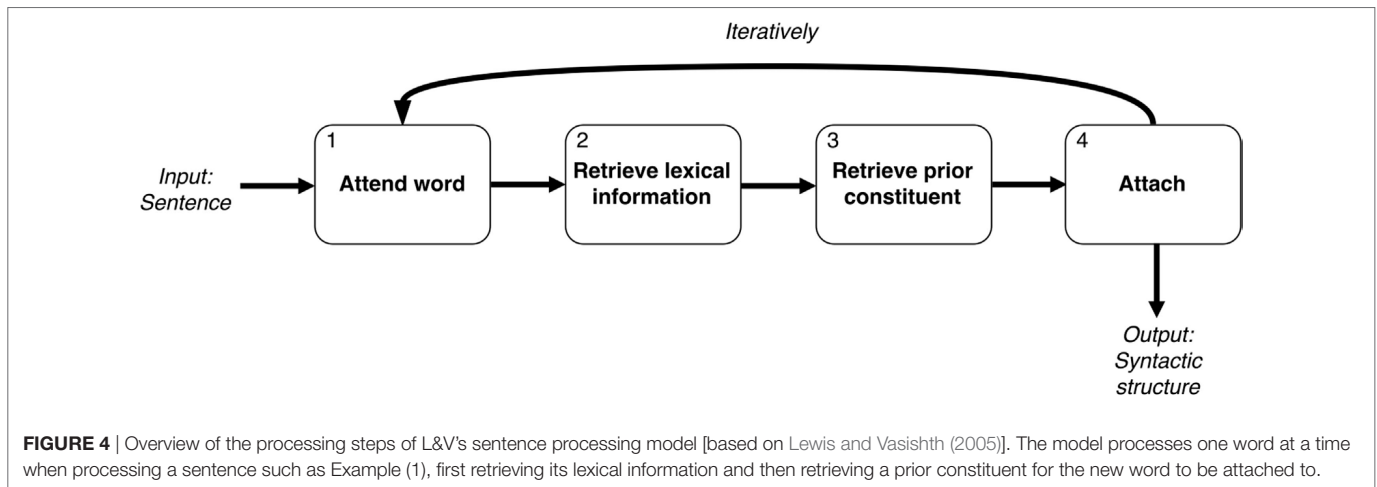 Iteratively
Input:
Sentence
1
Attend word
2
Retrieve lexical
information
3
Retrieve prior
constituent
4
Attach
Output:
Syntactic
structure
FIGURE 4 | Overview of the processing steps of L&V’s sentence processing model [based on Lewis and Vasishth (2005)]. The model processes one word at a time
when processing a sentence such as Example (1), first retrieving its lexical information and then retrieving a prior constituent for the new word to be attached to.